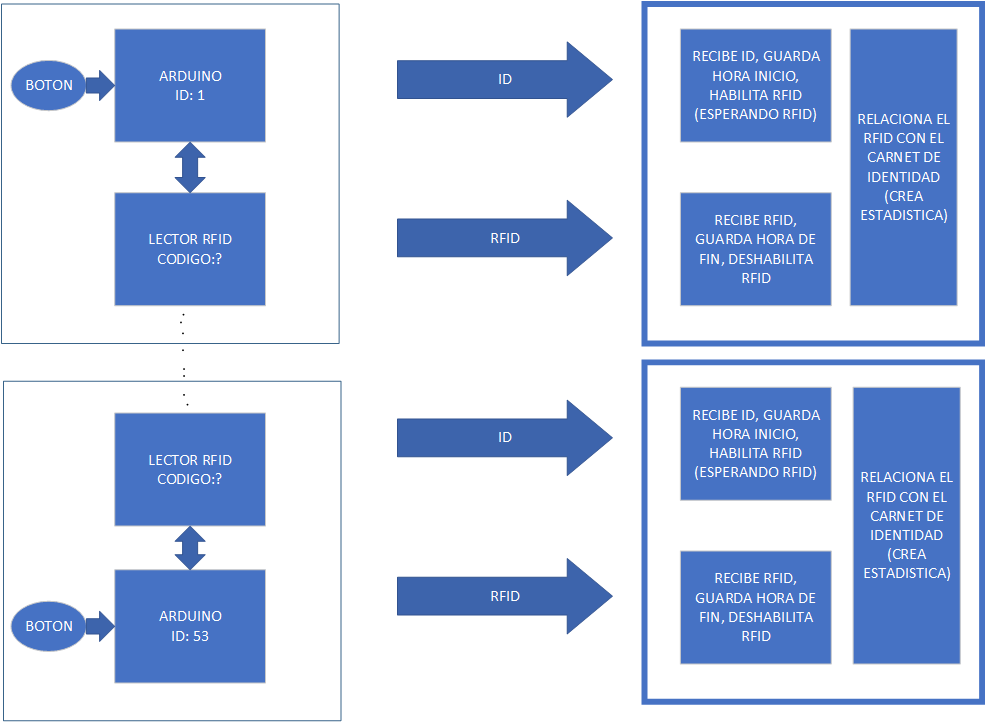 BOTON
ARDUINO
ID: 1
LECTOR RFID
CODIGO:?
ID
RFID
RECIBE ID, GUARDA
HORA INICIO,
HABILITA RFID
(ESPERANDO RFID)
RECIBE RFID,
GUARDA HORA DE
FIN, DESHABILITA
RFID
RELACIONA EL
RFID CON EL
CARNET DE
IDENTIDAD
(CREA
ESTADISTICA)
LECTOR RFID
CODIGO:?
BOTON
ARDUINO
ID: 53
ID
RFID
RECIBE ID, GUARDA
HORA INICIO,
HABILITA RFID
(ESPERANDO RFID)
RECIBE RFID,
GUARDA HORA DE
FIN, DESHABILITA
RFID
RELACIONA EL
RFID CON EL
CARNET DE
IDENTIDAD
(CREA
ESTADISTICA)